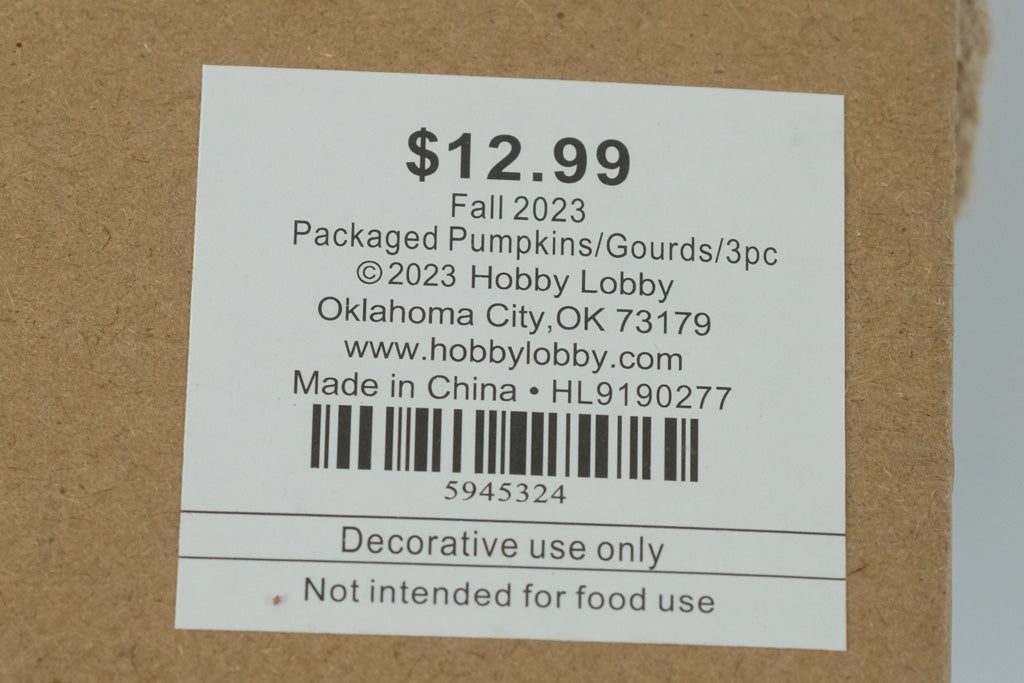 $12.99
Fall 2023
Packaged Pumpkins/Gourds/3pc
©2023 Hobby Lobby
Oklahoma City,OK 73179
www.hobbylobby.com
Made in China • HL9190277
5945324
Decorative use only
Not intended for food use